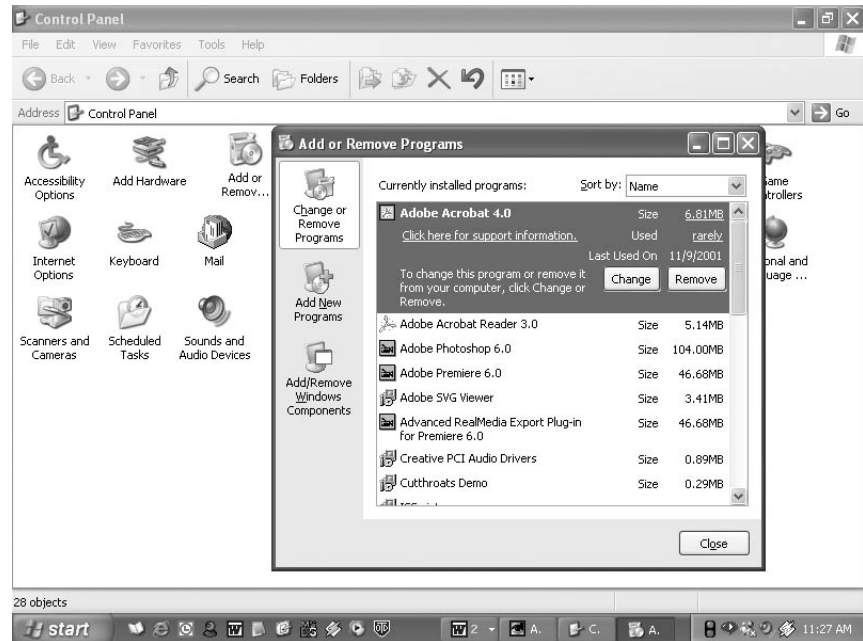 Control Panel
File Edit View Favorites Tools Help
Back Search Folders
Address Control Panel Go
Accessibility Options
Add Hardware
Add or Remov...
Internet Options
Keyboard
Mail
Scanners and Cameras
Scheduled Tasks
Sounds and Audio Devices
Add or Remove Programs
Change or Remove Programs
Add New Programs
Add/Remove Windows Components
Currently installed programs: Sort by: Name
Adobe Acrobat 4.0 Size 6.81MB
Click here for support information. Used rarely
Last Used On 11/9/2001
To change this program or remove it from your computer, click Change or Remove.
Change Remove
Adobe Acrobat Reader 3.0 Size 5.14MB
Adobe Photoshop 6.0 Size 104.00MB
Adobe Premiere 6.0 Size 46.68MB
Adobe SVG Viewer Size 3.41MB
Advanced RealMedia Export Plug-in for Premiere 6.0 Size 46.68MB
Creative PCI Audio Drivers Size 0.89MB
Cutthroats Demo Size 0.29MB
Close
28 objects
start W 2 A. C. A. 11:27 AM